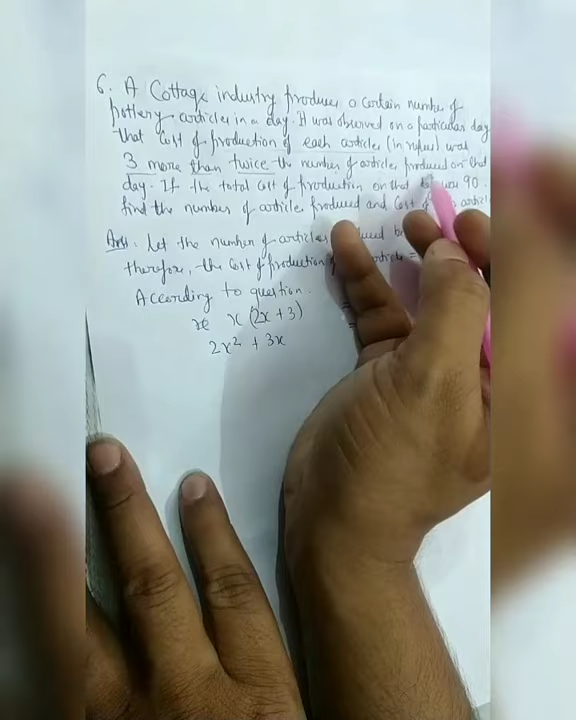 6. A Cottage industry produces a certain number of
pottery articles in a day. It was observed on a particular day
that cost of production of each articles (in rupees) was
3 more than twice the number of article produced on that
day. If the total cost of production on that 90.
find the number of article produced and cost of article
Ans: Let the number of articles
therefore, the cost of production =
According to question.
x (2x + 3) =
2x² + 3x =